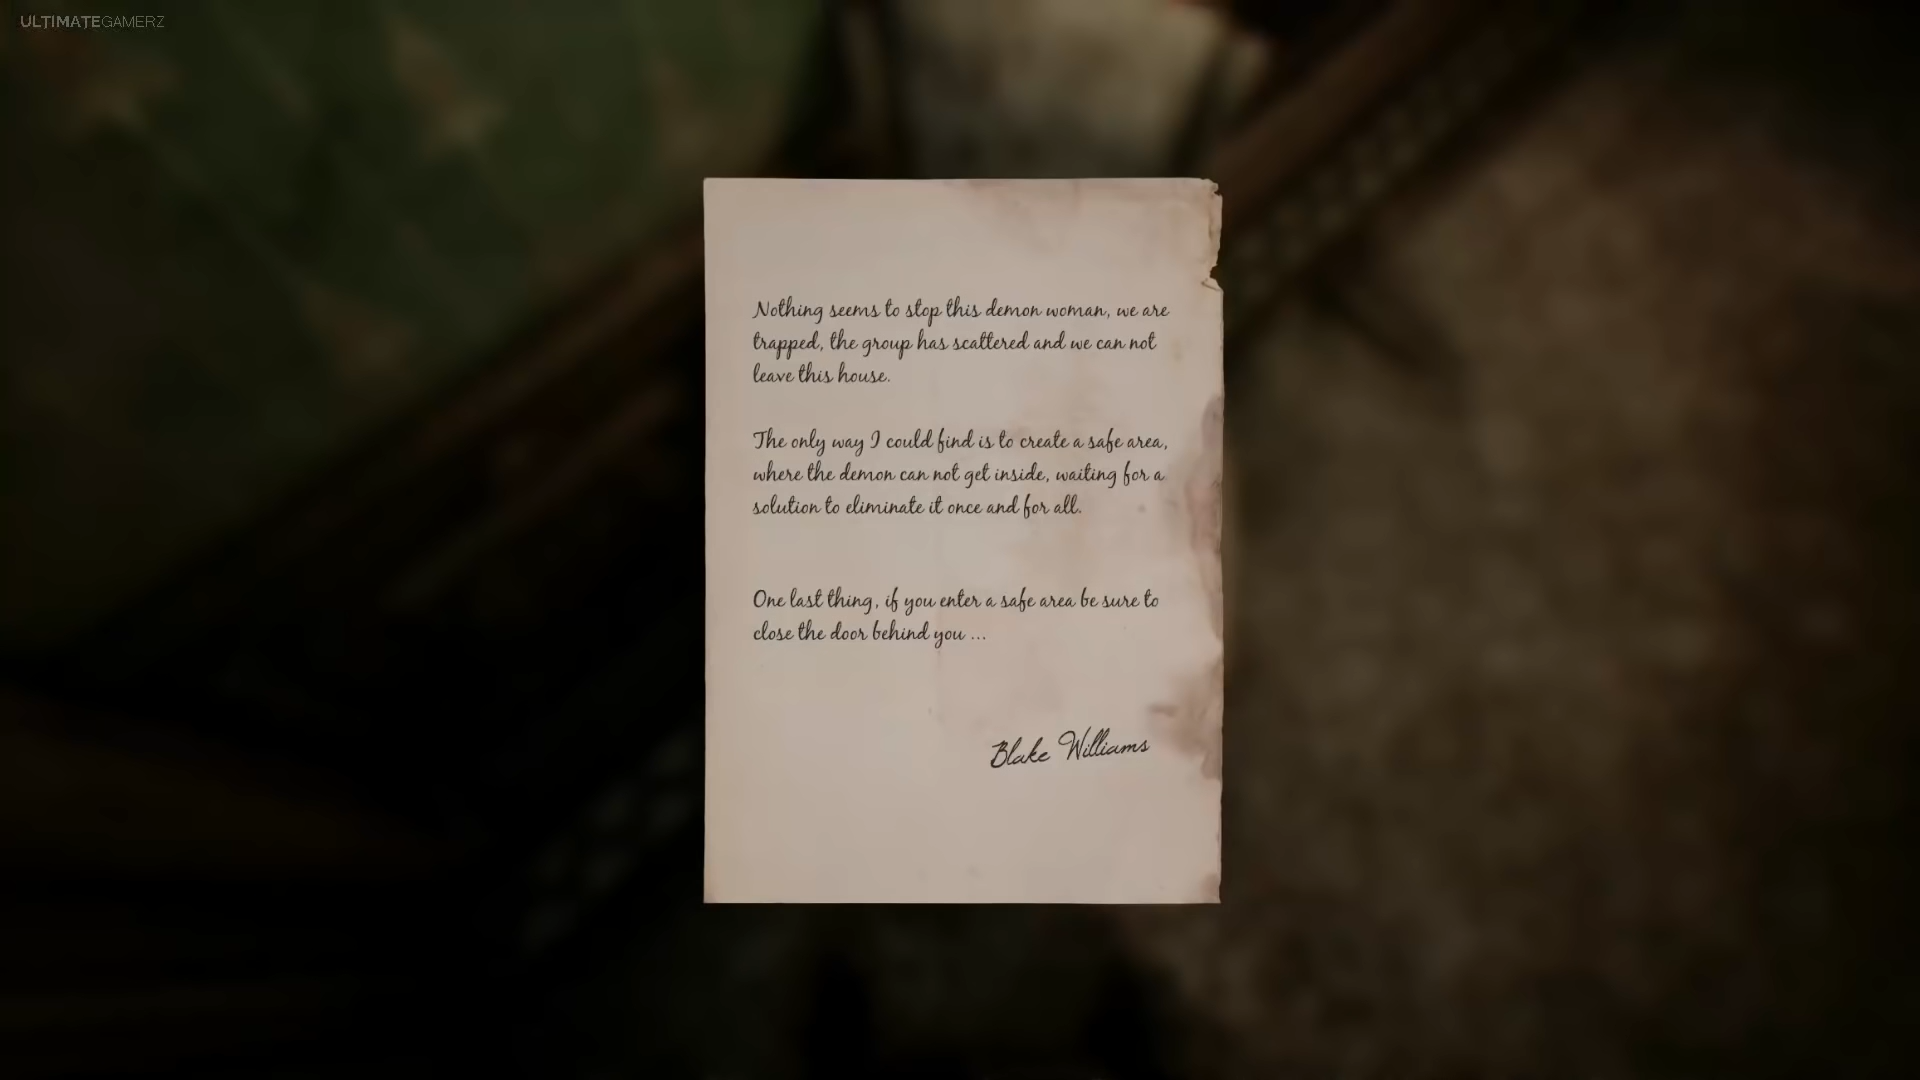 ULTIMATEGAMERZ
Nothing seems to stop this demon woman, we are
trapped, the group has scattered and we can not
leave this house.
The only way I could find is to create a safe area,
where the demon can not get inside, waiting for a
solution to eliminate it once and for all.
One last thing, if you enter a safe area be sure to
close the door behind you ...
Blake Williams